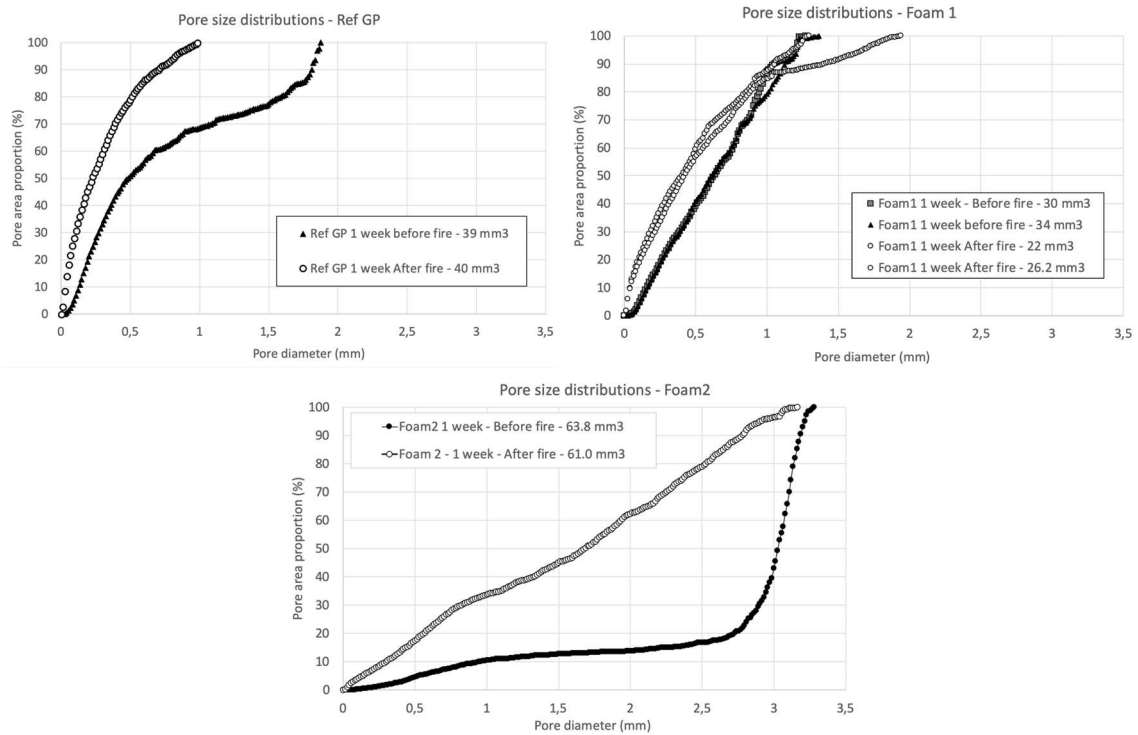 Pore size distributions - Ref GP
Pore area proportion (%)
100
90
80
70
60
50
40
30
20
10
0
Ref GP 1 week before fire - 39 mm3
Ref GP 1 week After fire - 40 mm3
0 0,5 1 1,5 2 2,5 3 3,5
Pore diameter (mm)
Pore size distributions - Foam 1
Pore area proportion (%)
100
90
80
70
60
50
40
30
20
10
0
Foam1 1 week - Before fire - 30 mm3
Foam1 1 week before fire - 34 mm3
Foam1 1 week After fire - 22 mm3
Foam1 1 week After fire - 26.2 mm3
0 0,5 1 1,5 2 2,5 3 3,5
Pore diameter (mm)
Pore size distributions - Foam2
Pore area proportion (%)
100
90
80
70
60
50
40
30
20
10
0
Foam2 1 week - Before fire - 63.8 mm3
Foam 2 - 1 week - After fire - 61.0 mm3
0 0,5 1 1,5 2 2,5 3 3,5
Pore diameter (mm)